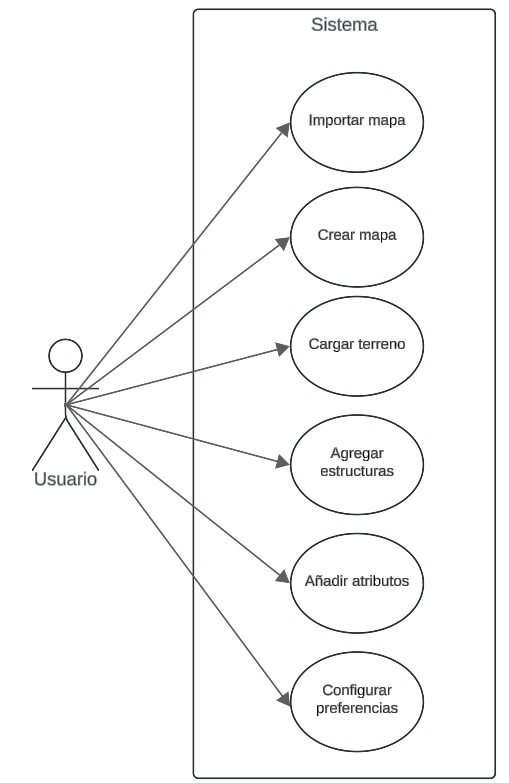 Sistema
Importar mapa
Crear mapa
Cargar terreno
Agregar
estructuras
Usuario
Añadir atributos
Configurar
preferencias